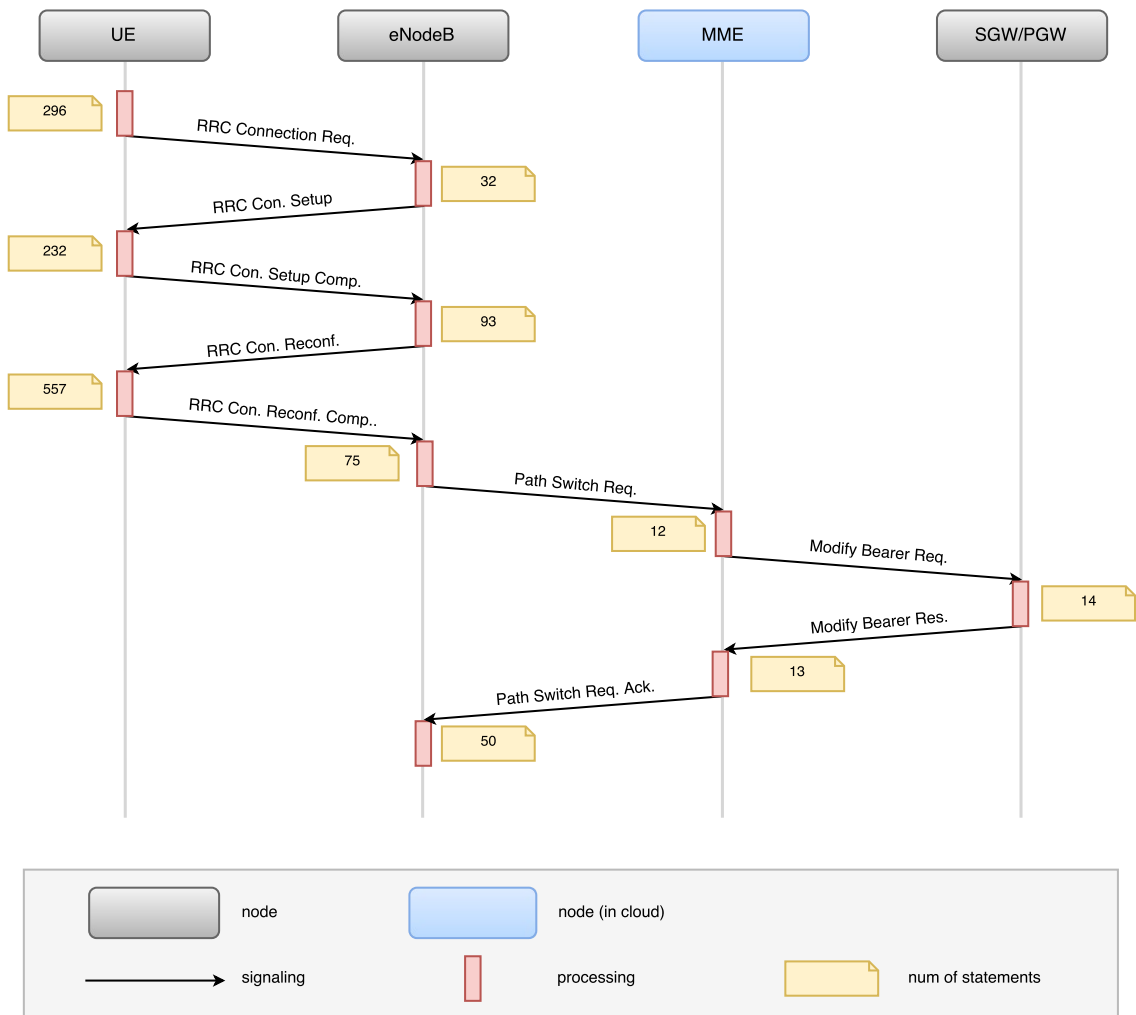 UE
eNodeB
MME
SGW/PGW
296
RRC Connection Req.
32
RRC Con. Setup
232
RRC Con. Setup Comp.
93
RRC Con. Reconf.
557
RRC Con. Reconf. Comp..
75
Path Switch Req.
12
Modify Bearer Req.
14
Modify Bearer Res.
13
Path Switch Req. Ack.
50
node
node (in cloud)
signaling
processing
num of statements